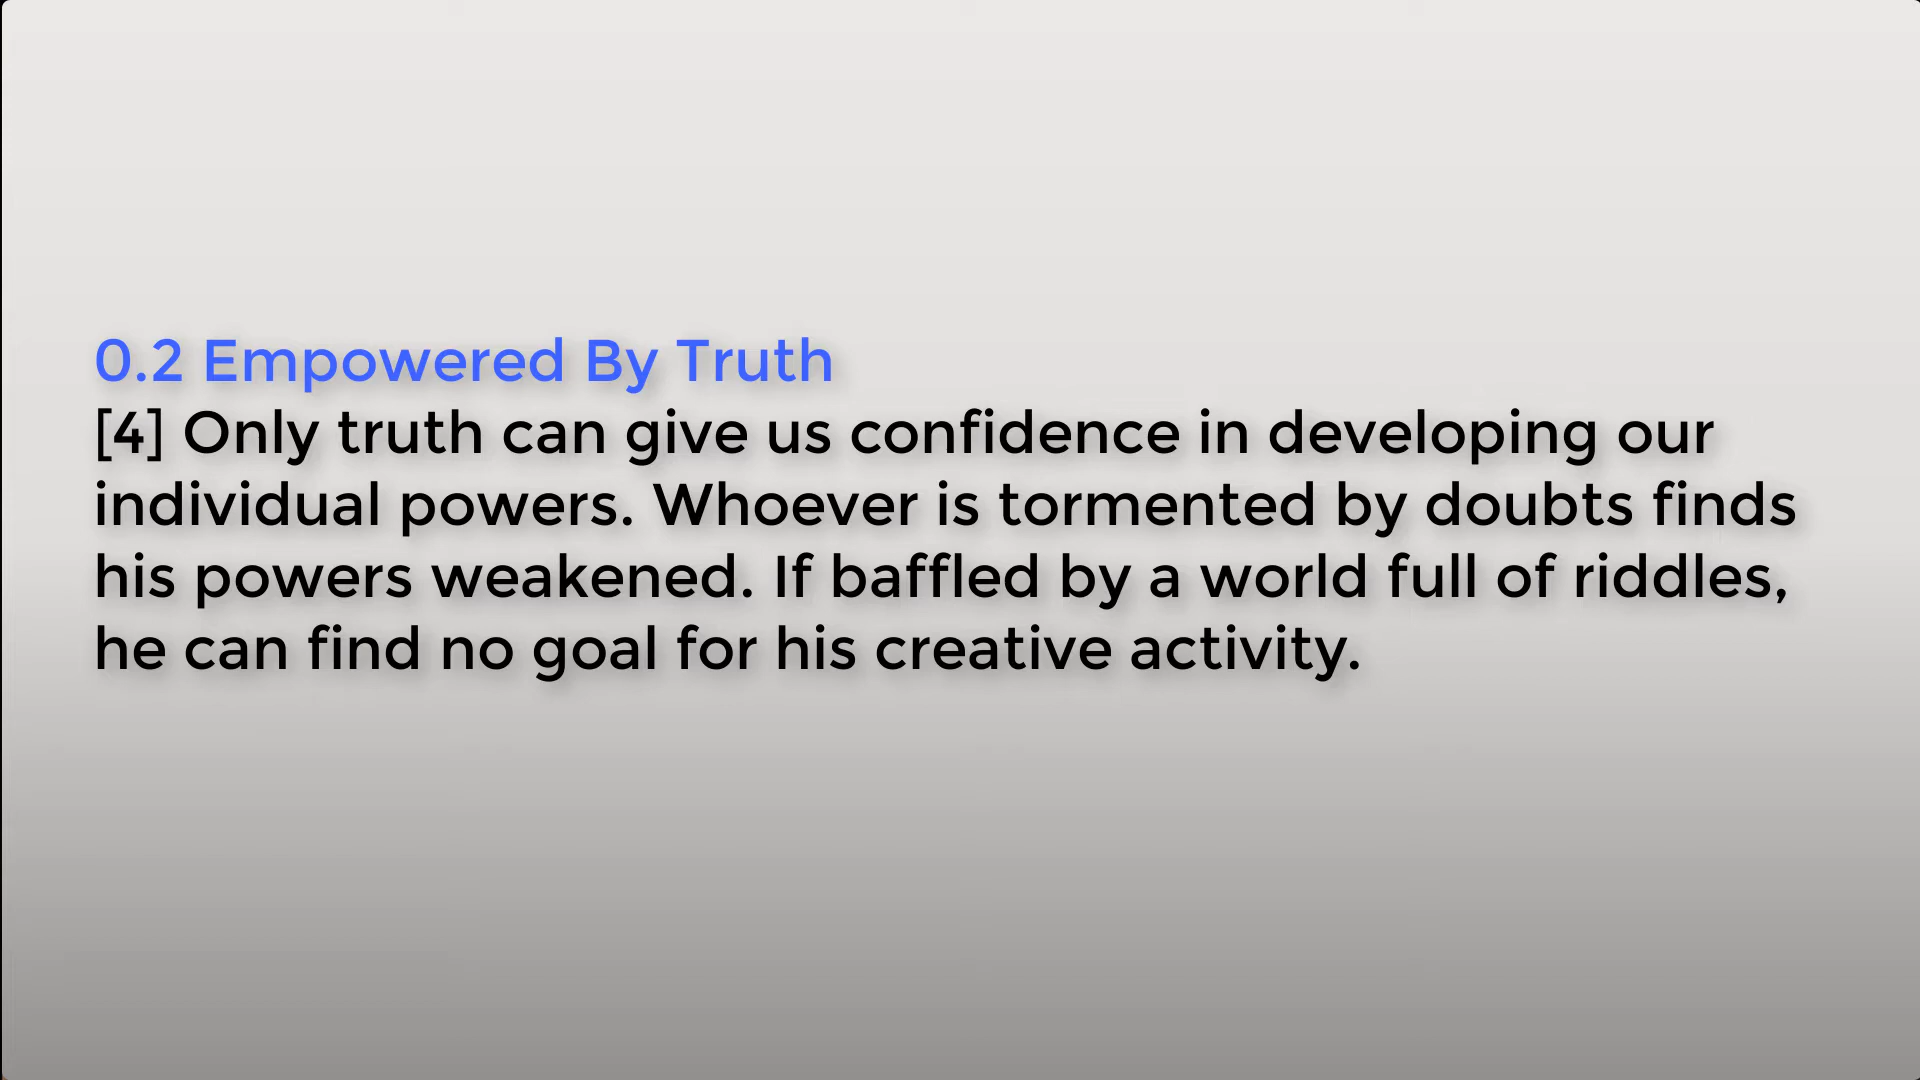 0.2 Empowered By Truth
[4] Only truth can give us confidence in developing our
individual powers. Whoever is tormented by doubts finds
his powers weakened. If baffled by a world full of riddles,
he can find no goal for his creative activity.